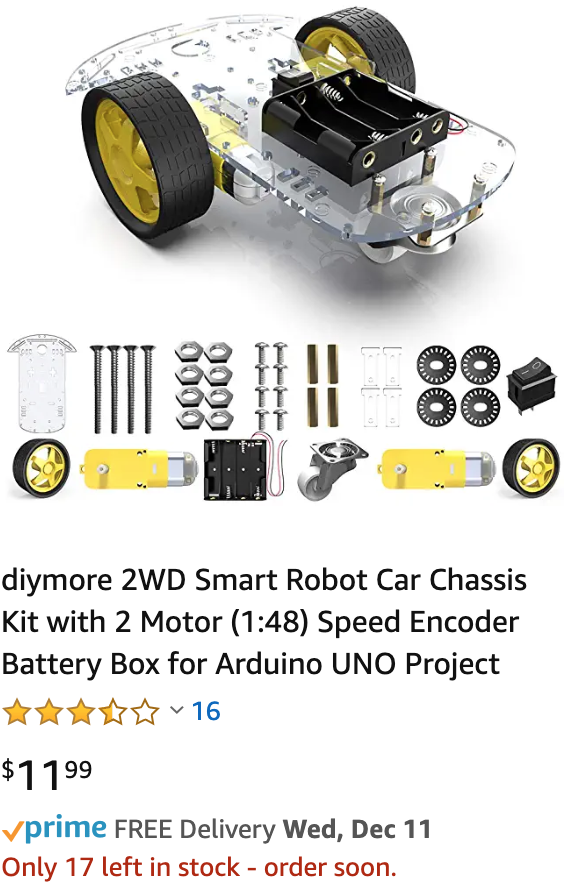 diymore 2WD Smart Robot Car Chassis
Kit with 2 Motor (1:48) Speed Encoder
Battery Box for Arduino UNO Project
16
$11 99
prime FREE Delivery Wed, Dec 11
Only 17 left in stock - order soon.